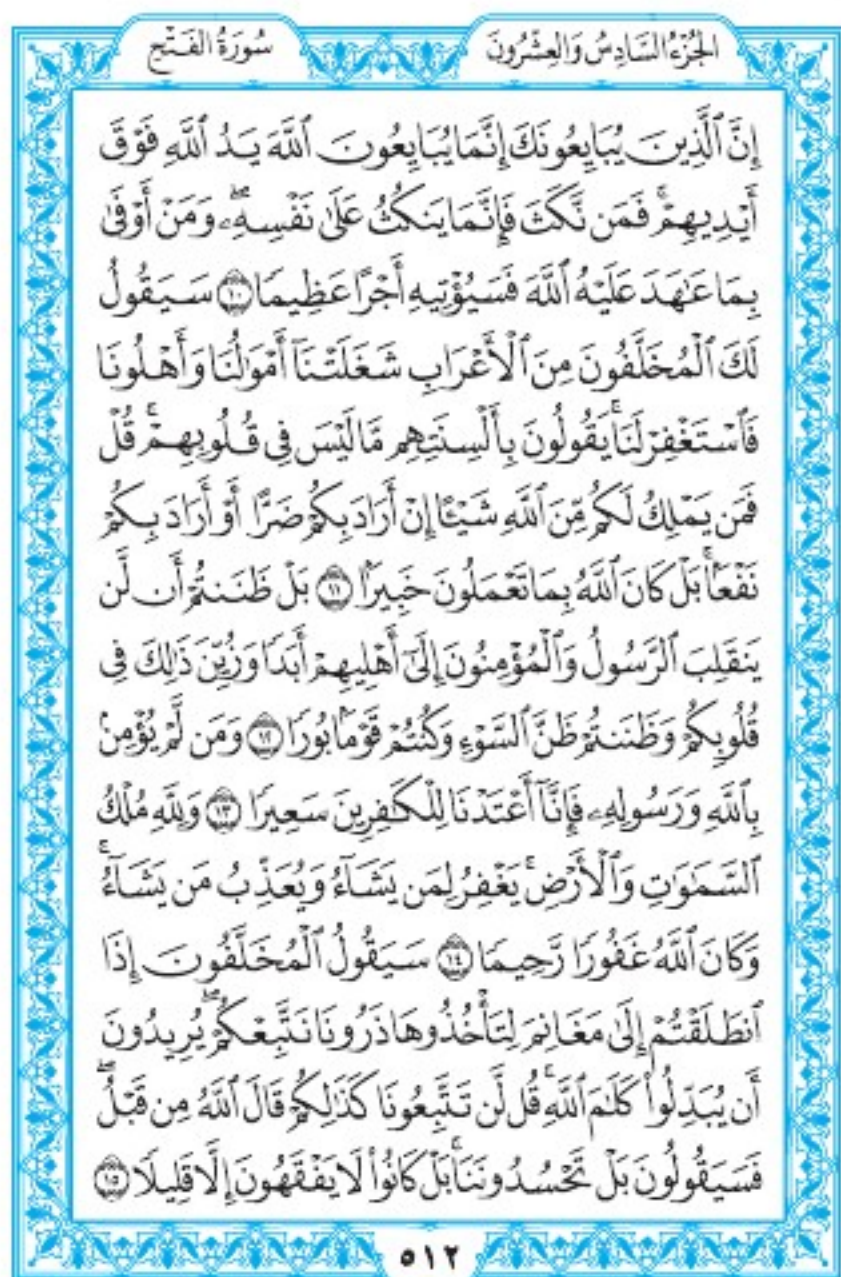 الجُزْءُ السَّادِسُ وَالعِشْرُونَ
سُورَةُ الفَتْحِ
إِنَّ ٱلَّذِينَ يُبَايِعُونَكَ إِنَّمَا يُبَايِعُونَ ٱللَّهَ يَدُ ٱللَّهِ فَوْقَ
أَيْدِيهِمْۚ فَمَن نَّكَثَ فَإِنَّمَا يَنكُثُ عَلَىٰ نَفْسِهِۦۖ وَمَنْ أَوْفَىٰ
بِمَا عَٰهَدَ عَلَيْهُ ٱللَّهَ فَسَيُؤْتِيهِ أَجْرًا عَظِيمًا ١٠ سَيَقُولُ
لَكَ ٱلْمُخَلَّفُونَ مِنَ ٱلْأَعْرَابِ شَغَلَتْنَآ أَمْوَٰلُنَا وَأَهْلُونَا
فَٱسْتَغْفِرْ لَنَاۚ يَقُولُونَ بِأَلْسِنَتِهِم مَّا لَيْسَ فِى قُلُوبِهِمْۚ قُلْ
فَمَن يَمْلِكُ لَكُم مِّنَ ٱللَّهِ شَيْـًٔا إِنْ أَرَادَ بِكُمْ ضَرًّا أَوْ أَرَادَ بِكُمْ
نَفْعًۢاۚ بَلْ كَانَ ٱللَّهُ بِمَا تَعْمَلُونَ خَبِيرًۢا ١١ بَلْ ظَنَنتُمْ أَن لَّن
يَنقَلِبَ ٱلرَّسُولُ وَٱلْمُؤْمِنُونَ إِلَىٰٓ أَهْلِيهِمْ أَبَدًا وَزُيِّنَ ذَٰلِكَ فِى
قُلُوبِكُمْ وَظَنَنتُمْ ظَنَّ ٱلسَّوْءِ وَكُنتُمْ قَوْمًۢا بُورًا ١٢ وَمَن لَّمْ يُؤْمِنۢ
بِٱللَّهِ وَرَسُولِهِۦ فَإِنَّآ أَعْتَدْنَا لِلْكَٰفِرِينَ سَعِيرًا ١٣ وَلِلَّهِ مُلْكُ
ٱلسَّمَٰوَٰتِ وَٱلْأَرْضِۚ يَغْفِرُ لِمَن يَشَآءُ وَيُعَذِّبُ مَن يَشَآءُۚ
وَكَانَ ٱللَّهُ غَفُورًا رَّحِيمًا ١٤ سَيَقُولُ ٱلْمُخَلَّفُونَ إِذَا
ٱنطَلَقْتُمْ إِلَىٰ مَغَانِمَ لِتَأْخُذُوهَا ذَرُونَا نَتَّبِعْكُمْۖ يُرِيدُونَ
أَن يُبَدِّلُوا۟ كَلَٰمَ ٱللَّهِۚ قُل لَّن تَتَّبِعُونَا كَذَٰلِكُمْ قَالَ ٱللَّهُ مِن قَبْلُۖ
فَسَيَقُولُونَ بَلْ تَحْسُدُونَنَاۚ بَلْ كَانُوا۟ لَا يَفْقَهُونَ إِلَّا قَلِيلًا ١٥
٥١٢